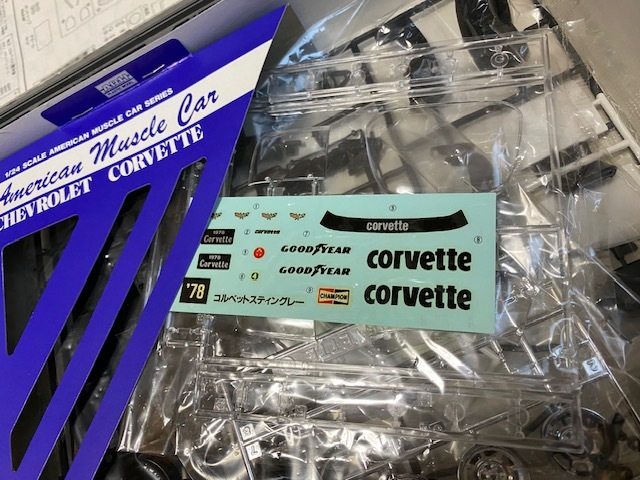 1/24 SCALE AMERICAN MUSCLE CAR SERIES
American Muscle Car
CHEVROLET CORVETTE
corvette
1978
Corvette
corvette
GOODYEAR
corvette
1978
Corvette
GOODYEAR
'78
コルベットスティングレー
CHAMPION
corvette